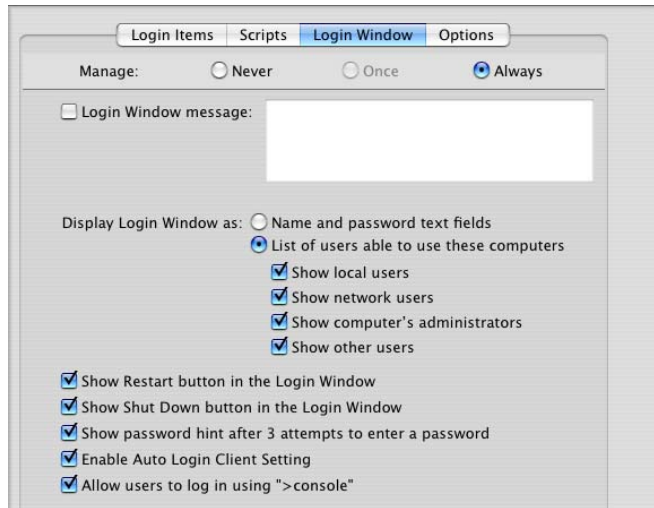 Login Items Scripts Login Window Options
Manage: Never Once Always
Login Window message:
Display Login Window as: Name and password text fields
List of users able to use these computers
Show local users
Show network users
Show computer's administrators
Show other users
Show Restart button in the Login Window
Show Shut Down button in the Login Window
Show password hint after 3 attempts to enter a password
Enable Auto Login Client Setting
Allow users to log in using ">console"